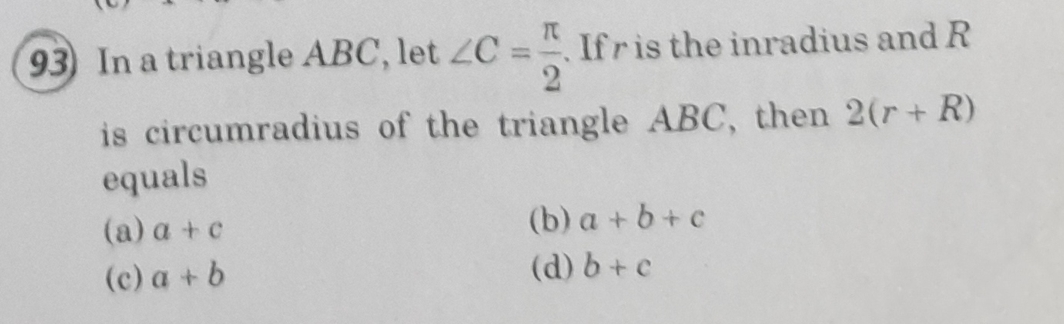 93) In a triangle ABC, let ∠C = π/2. If r is the inradius and R
is circumradius of the triangle ABC, then 2(r + R)
equals
(a) a + c (b) a + b + c
(c) a + b (d) b + c